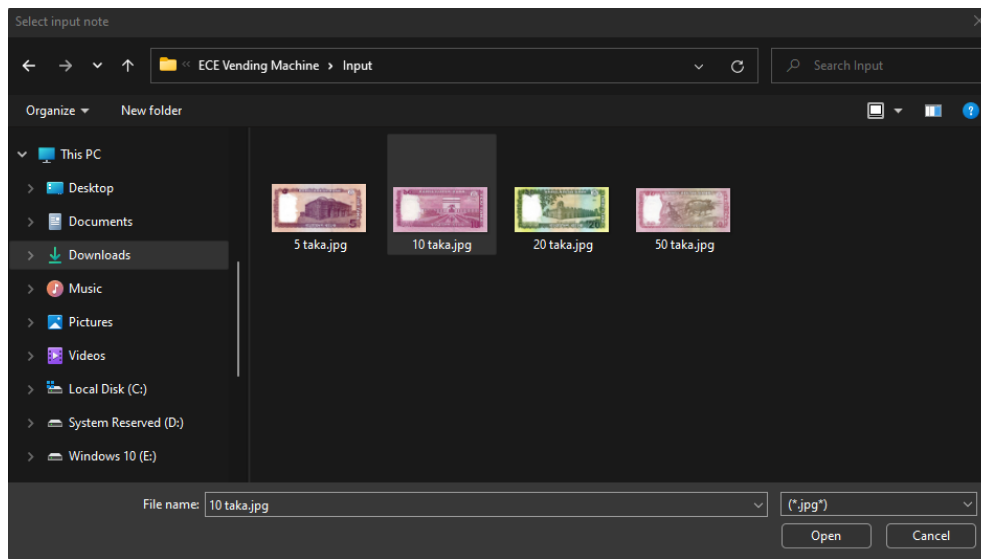 Select input note
« ECE Vending Machine › Input
Search Input
Organize
New folder
This PC
Desktop
Documents
Downloads
Music
Pictures
Videos
Local Disk (C:)
System Reserved (D:)
Windows 10 (E:)
5 taka.jpg
10 taka.jpg
20 taka.jpg
50 taka.jpg
File name: 10 taka.jpg
(*.jpg*)
Open
Cancel